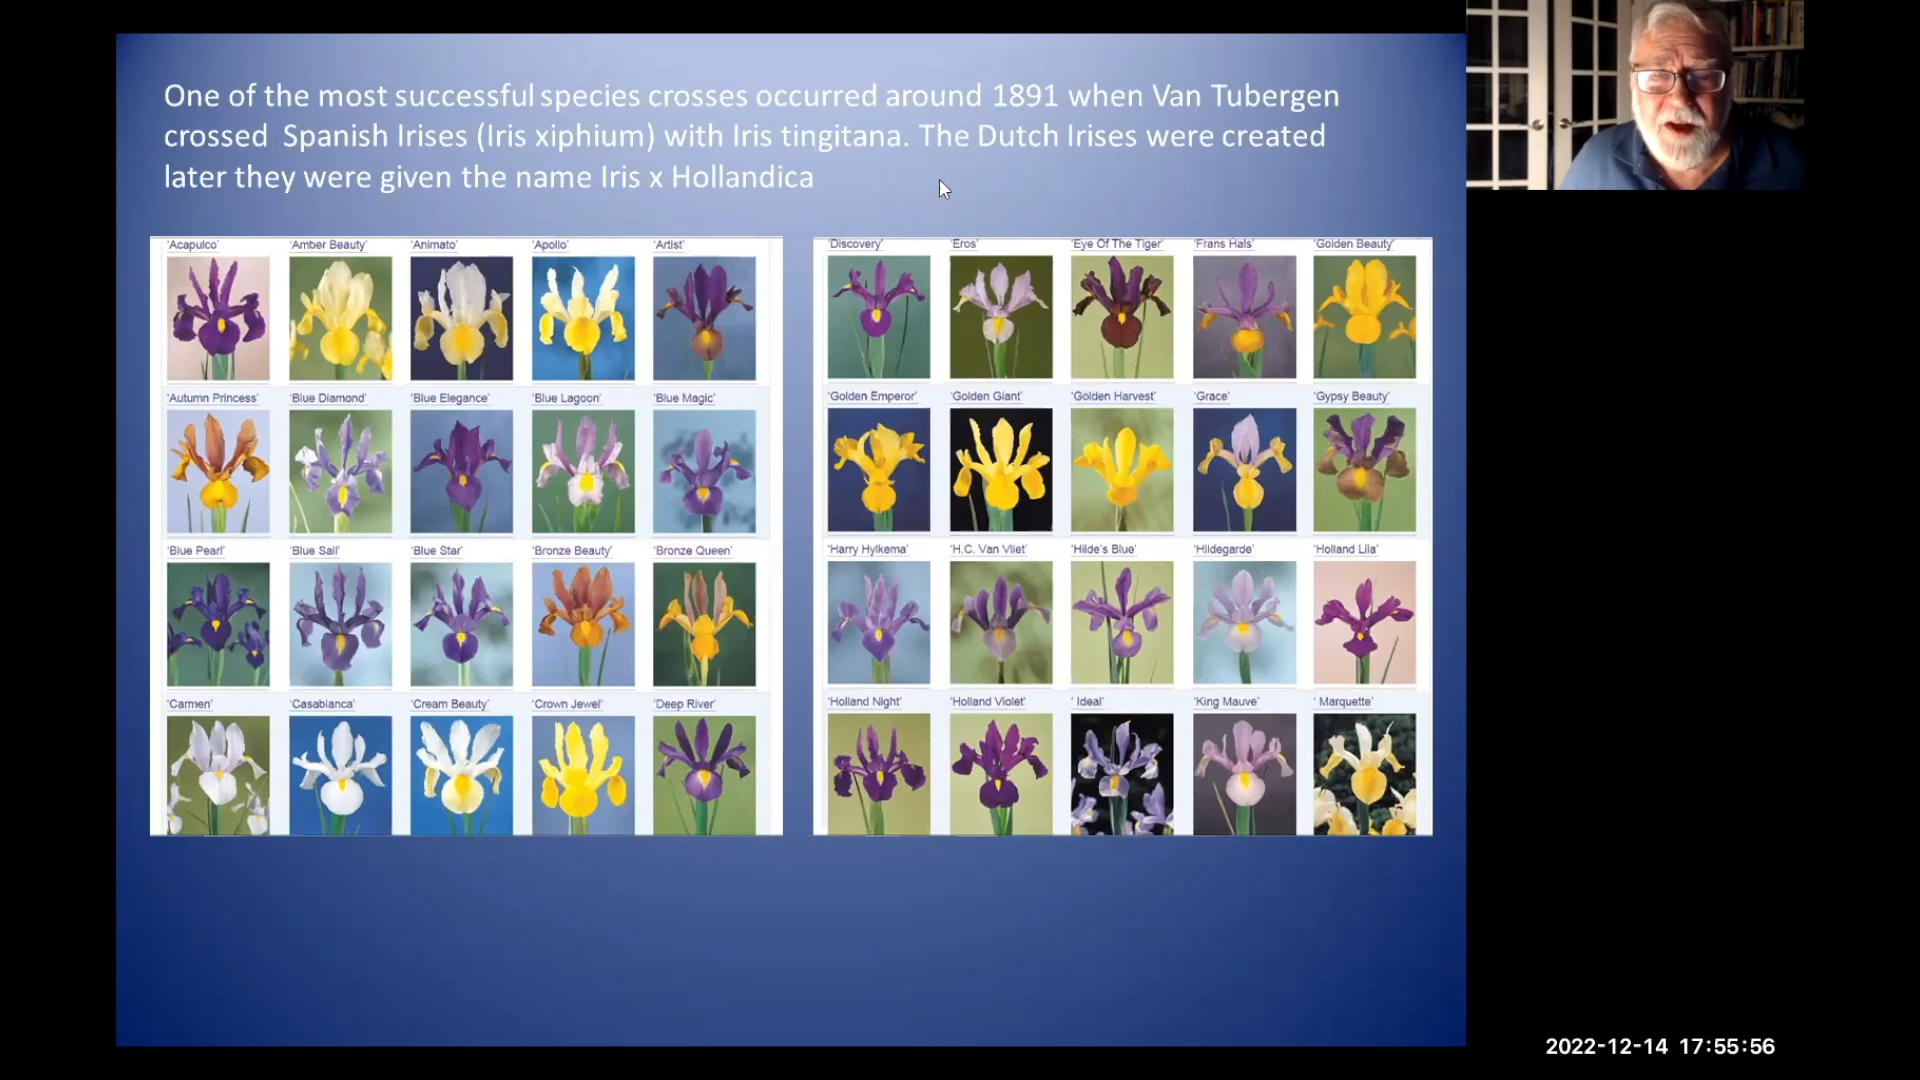 One of the most successful species crosses occurred around 1891 when Van Tubergen
crossed Spanish Irises (Iris xiphium) with Iris tingitana. The Dutch Irises were created
later they were given the name Iris x Hollandica
'Acapulco' 'Amber Beauty' 'Animato' 'Apollo' 'Artist'
'Autumn Princess' 'Blue Diamond' 'Blue Elegance' 'Blue Lagoon' 'Blue Magic'
'Blue Pearl' 'Blue Sail' 'Blue Star' 'Bronze Beauty' 'Bronze Queen'
'Carmen' 'Casablanca' 'Cream Beauty' 'Crown Jewel' 'Deep River'
'Discovery' 'Eros' 'Eye Of The Tiger' 'Frans Hals' 'Golden Beauty'
'Golden Emperor' 'Golden Giant' 'Golden Harvest' 'Grace' 'Gypsy Beauty'
'Harry Hylkema' 'H.C. Van Vliet' 'Hilde's Blue' 'Hildegarde' 'Holland Lila'
'Holland Night' 'Holland Violet' ' Ideal' 'King Mauve' ' Marquette'
2022-12-14 17:55:56